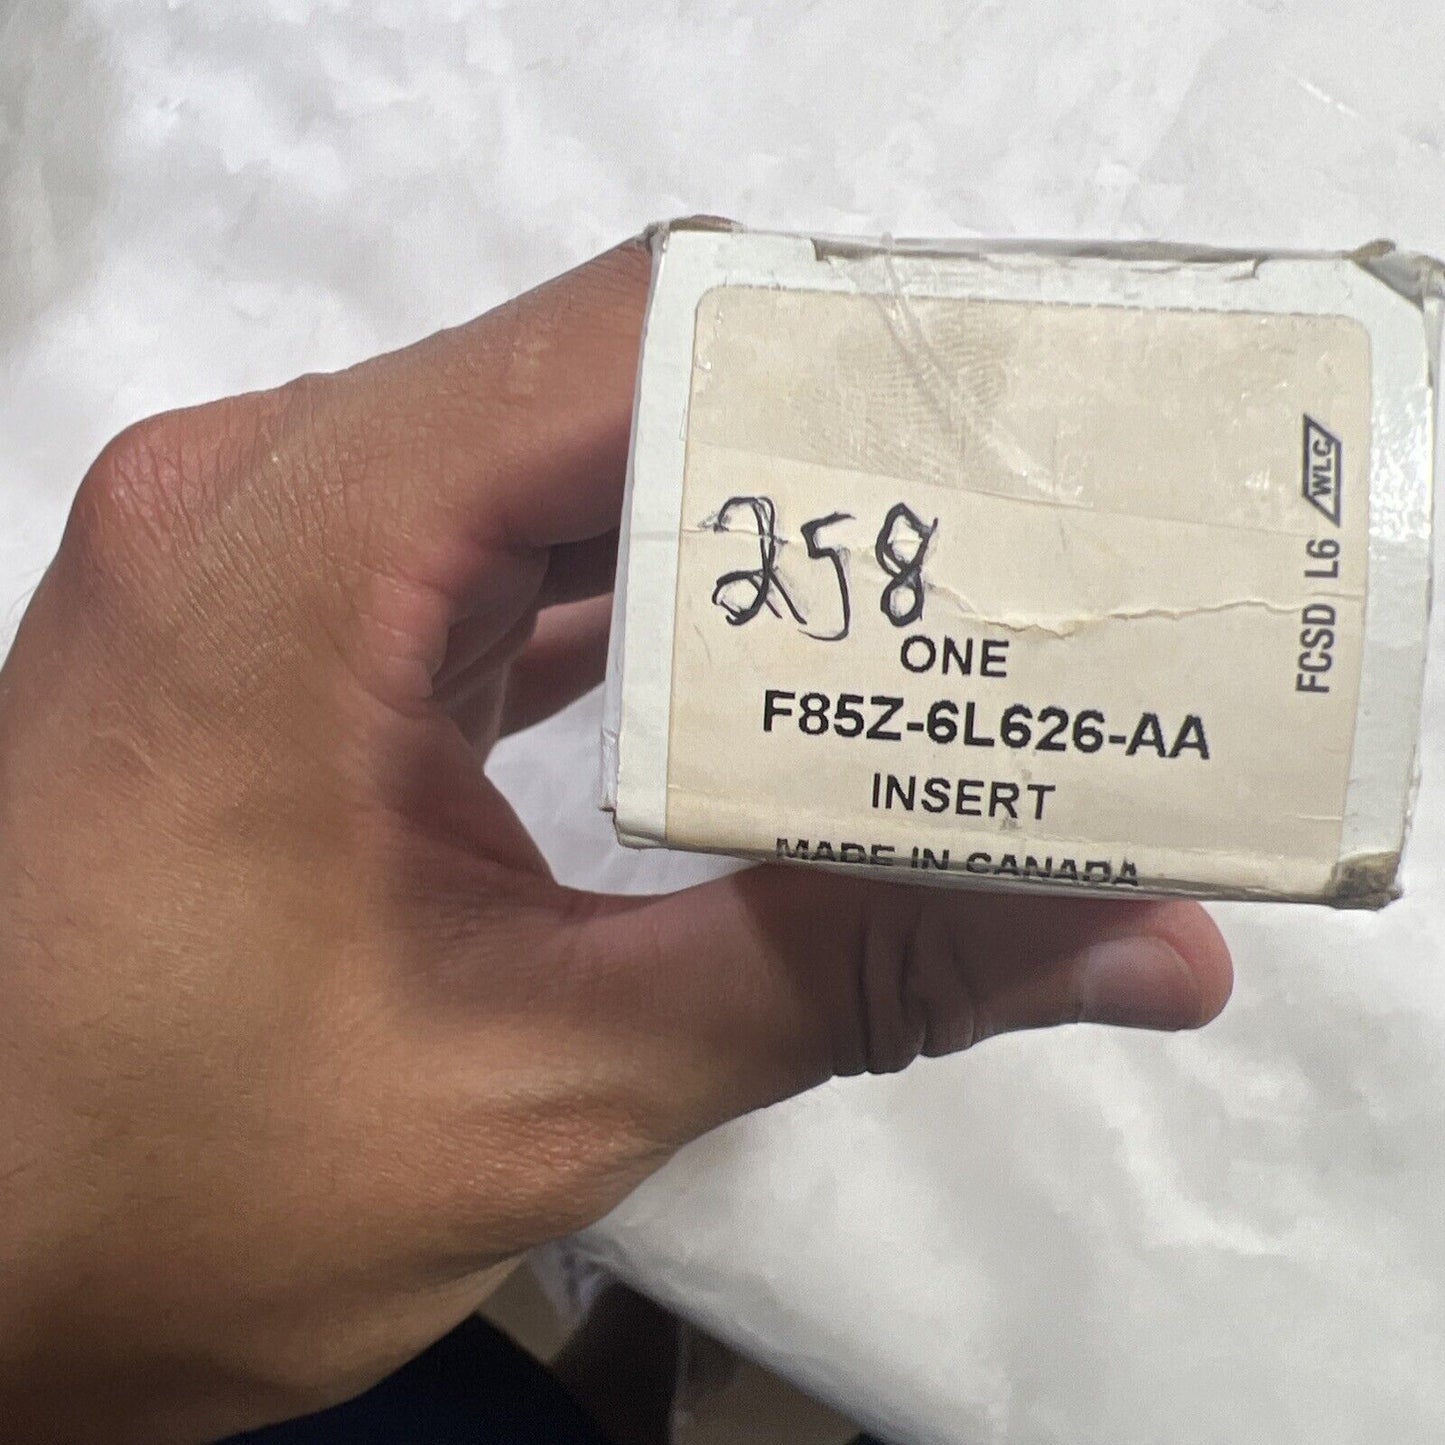 258
ONE
F85Z-6L626-AA
INSERT
MADE IN CANADA
FCSD L6 WLC